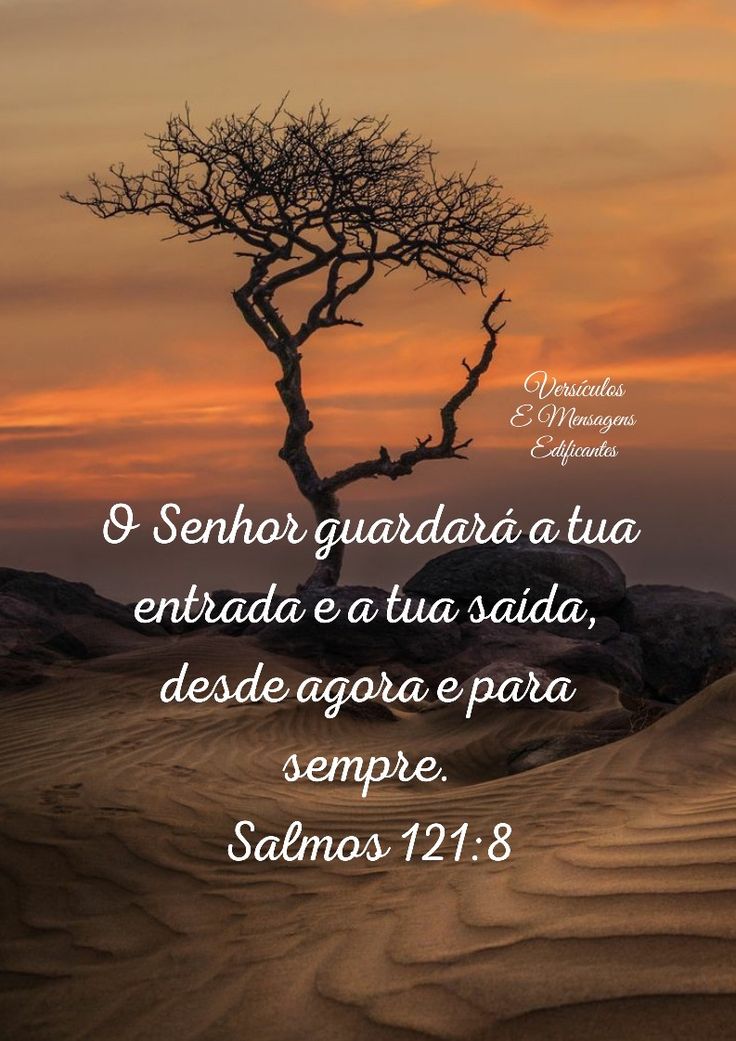 Versículos
E Mensagens
Edificantes
O Senhor guardará a tua
entrada e a tua saída,
desde agora e para
sempre.
Salmos 121:8